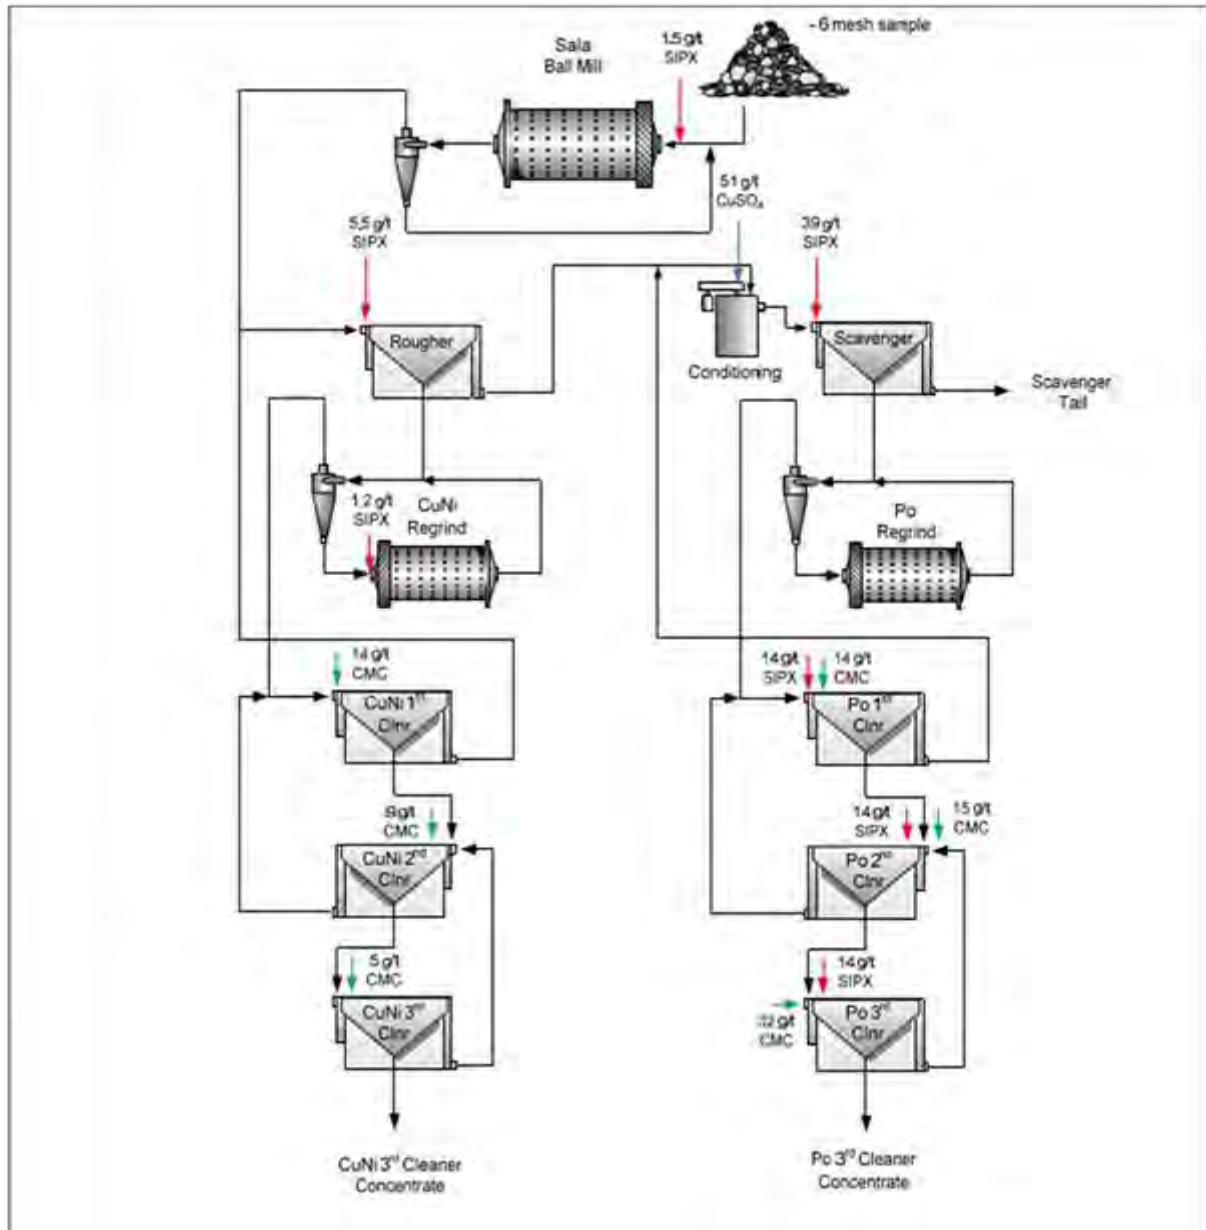 - 6 mesh sample
1.5 g/t
SIPX
Sala
Ball Mill
51 g/t
CuSO₄
5.5 g/t
SIPX
39 g/t
SIPX
Rougher
Scavenger
Conditioning
Scavenger
Tail
1.2 g/t
SIPX
CuNi
Regrind
Po
Regrind
14 g/t
CMC
14 g/t
SIPX
14 g/t
CMC
CuNi 1st
Clnr
Po 1st
Clnr
9 g/t
CMC
14 g/t
SIPX
15 g/t
CMC
CuNi 2nd
Clnr
Po 2nd
Clnr
5 g/t
CMC
14 g/t
SIPX
CuNi 3rd
Clnr
g/t
CMC
Po 3rd
Clnr
CuNi 3rd Cleaner
Concentrate
Po 3rd Cleaner
Concentrate